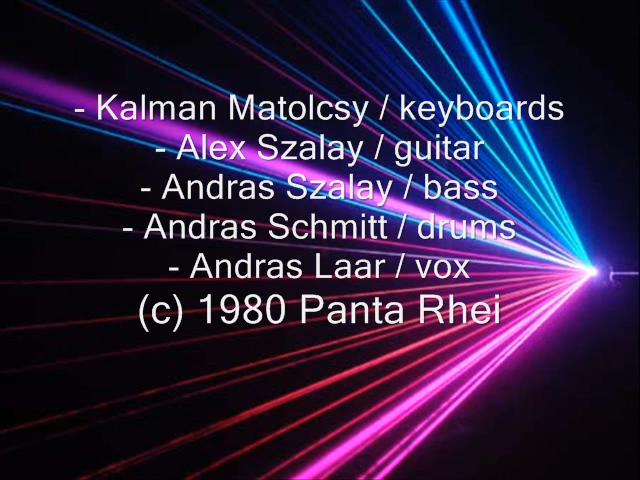 - Kalman Matolcsy / keyboards
- Alex Szalay / guitar
- Andras Szalay / bass
- Andras Schmitt / drums
- Andras Laar / vox
(c) 1980 Panta Rhei